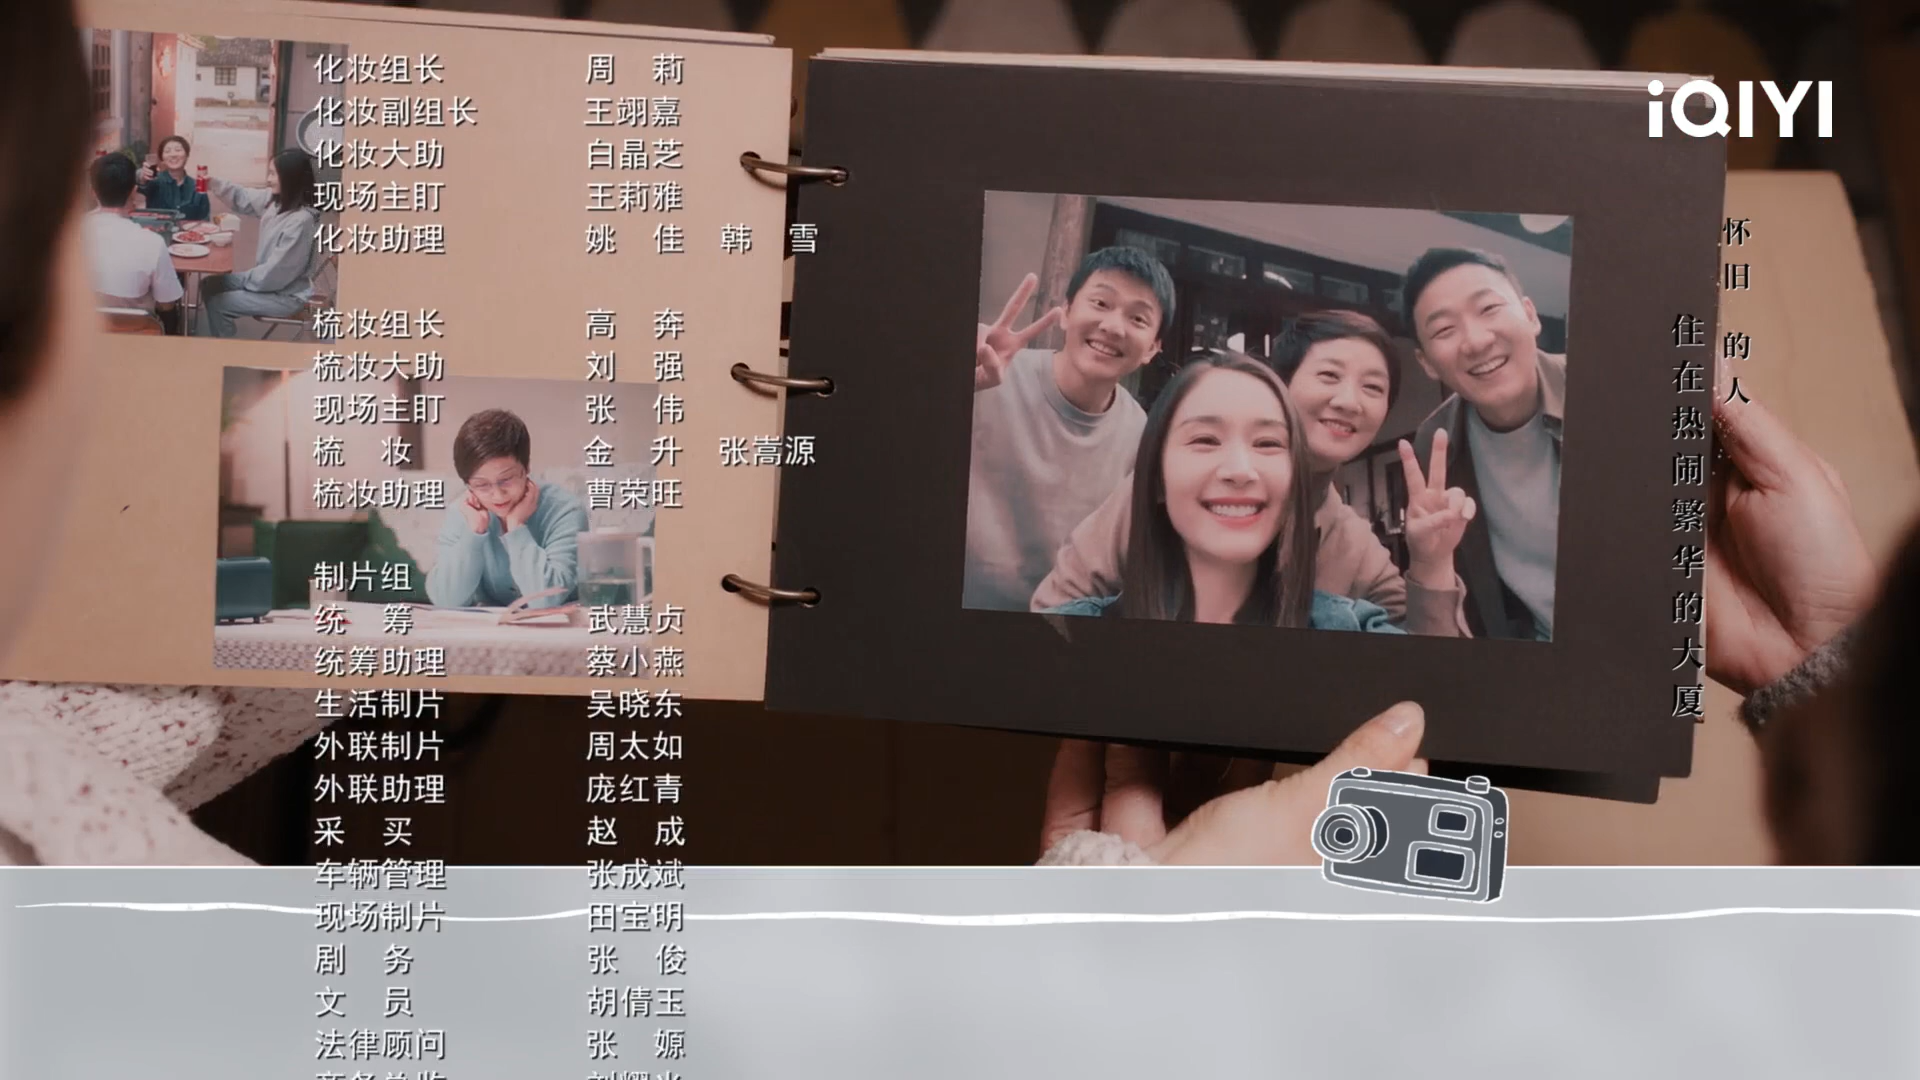 iQIYI
化妆组长 周莉
化妆副组长 王翊嘉
化妆大助 白晶芝
现场主盯 王莉雅
化妆助理 姚佳 韩雪
梳妆组长 高奔
梳妆大助 刘强
现场主盯 张伟
梳妆 金升 张嵩源
梳妆助理 曹荣旺
制片组
统筹 武慧贞
统筹助理 蔡小燕
生活制片 吴晓东
外联制片 周太如
外联助理 庞红青
采买 赵成
车辆管理 张成斌
现场制片 田宝明
剧务 张俊
文员 胡倩玉
法律顾问 张嫄
怀旧的人
住在热闹繁华的大厦